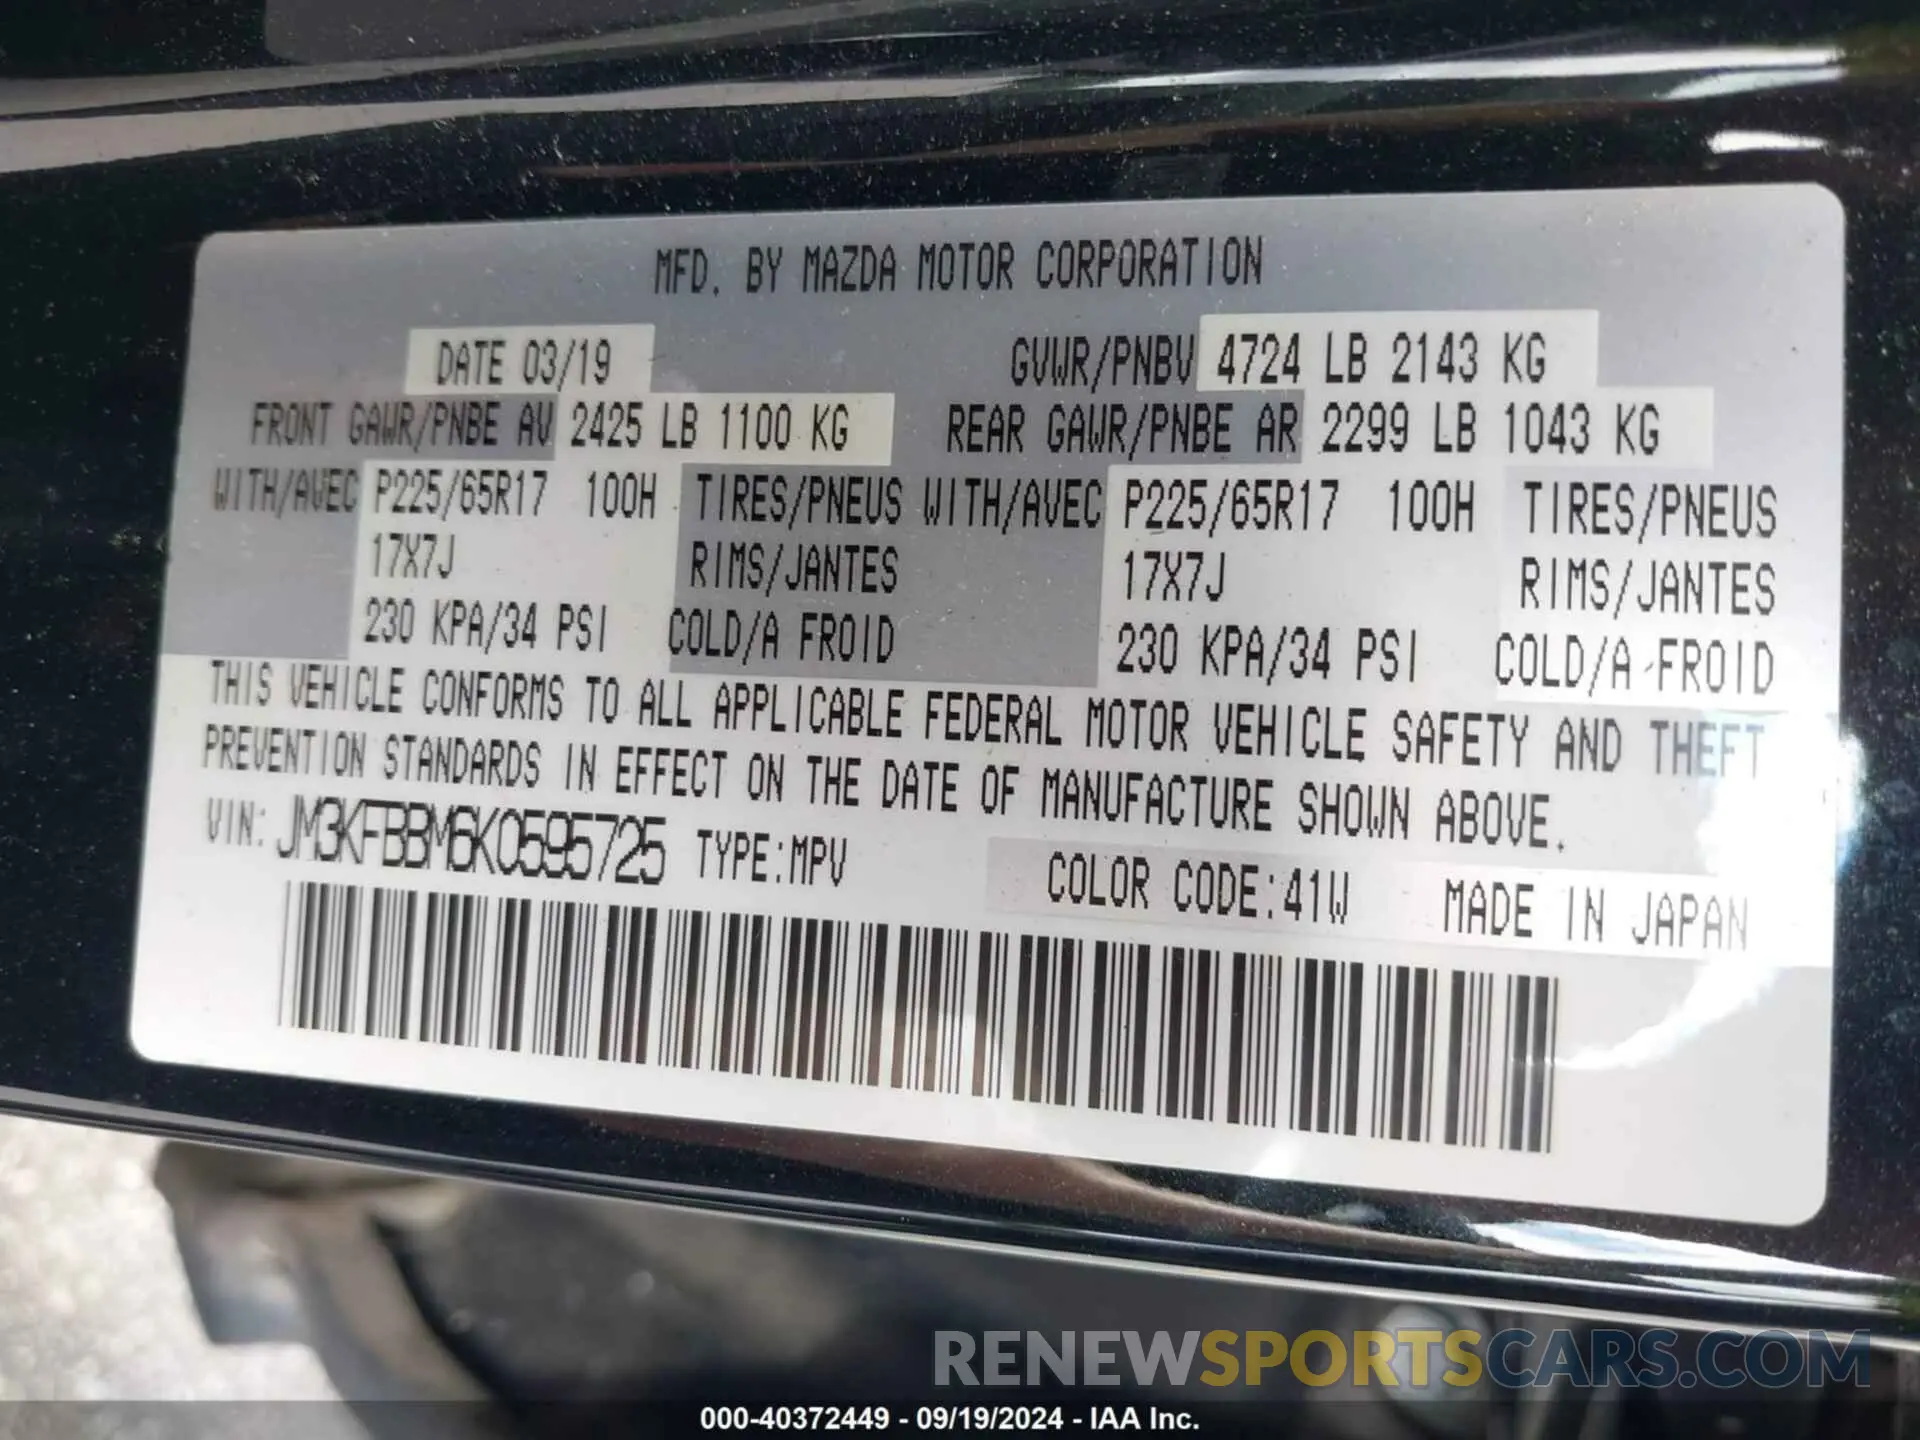 MFD. BY MAZDA MOTOR CORPORATION
DATE 03/19 GVWR/PNBV 4724 LB 2143 KG
FRONT GAWR/PNBE AV 2425 LB 1100 KG REAR GAWR/PNBE AR 2299 LB 1043 KG
WITH/AVEC P225/65R17 100H TIRES/PNEUS WITH/AVEC P225/65R17 100H TIRES/PNEUS
17X7J RIMS/JANTES 17X7J RIMS/JANTES
230 KPA/34 PSI COLD/A FROID 230 KPA/34 PSI COLD/A FROID
THIS VEHICLE CONFORMS TO ALL APPLICABLE FEDERAL MOTOR VEHICLE SAFETY AND THEFT
PREVENTION STANDARDS IN EFFECT ON THE DATE OF MANUFACTURE SHOWN ABOVE.
VIN: JM3KFBBM6K0595725 TYPE:MPV COLOR CODE:41W MADE IN JAPAN
RENEWSPORTSCARS.COM
000-40372449 - 09/19/2024 - IAA Inc.